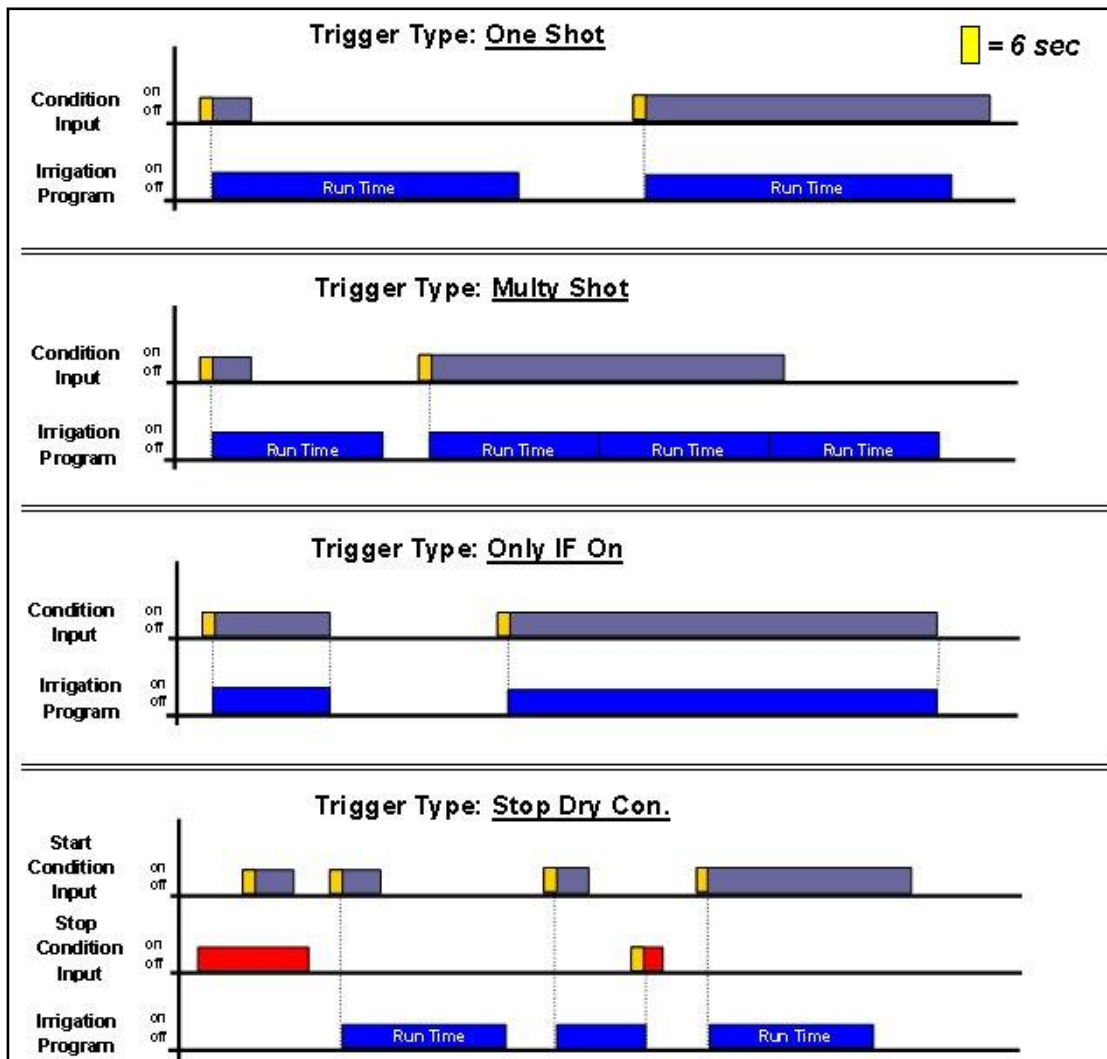 Trigger Type: One Shot
= 6 sec
Condition
Input
on
off
Irrigation
Program
on
off
Run Time
Run Time
Trigger Type: Multy Shot
Condition
Input
on
off
Irrigation
Program
on
off
Run Time
Run Time
Run Time
Run Time
Trigger Type: Only IF On
Condition
Input
on
off
Irrigation
Program
on
off
Trigger Type: Stop Dry Con.
Start
Condition
Input
on
off
Stop
Condition
Input
on
off
Irrigation
Program
on
off
Run Time
Run Time